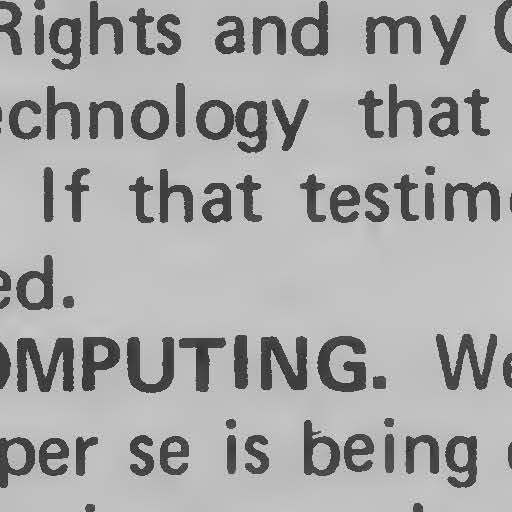 Rights and my
echnology that
If that testim
ed.
OMPUTING. We
per se is being